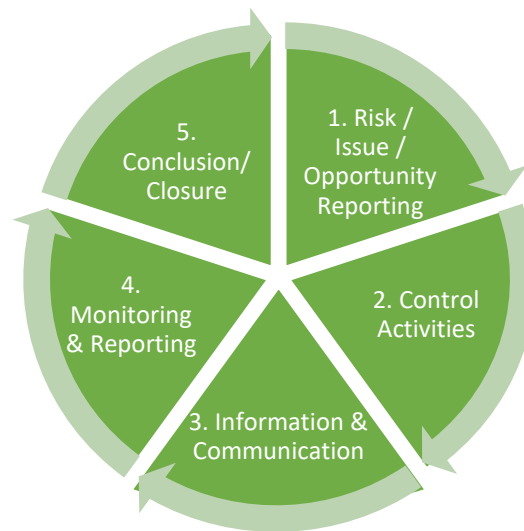 1. Risk /
Issue /
Opportunity
Reporting
2. Control
Activities
3. Information &
Communication
4.
Monitoring
& Reporting
5.
Conclusion/
Closure